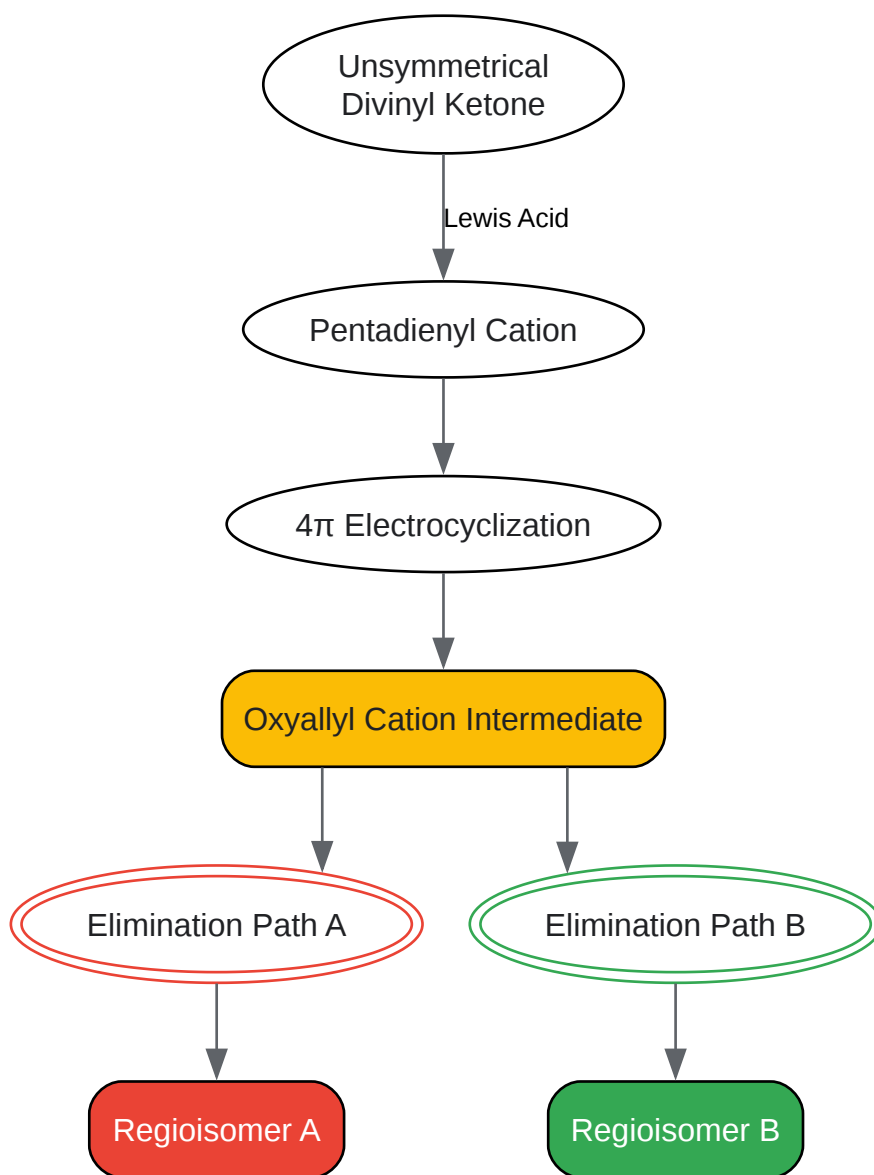 Unsymmetrical
Divinyl Ketone
Lewis Acid
Pentadienyl Cation
4π Electrocyclization
Oxyallyl Cation Intermediate
Elimination Path A
Elimination Path B
Regioisomer A
Regioisomer B